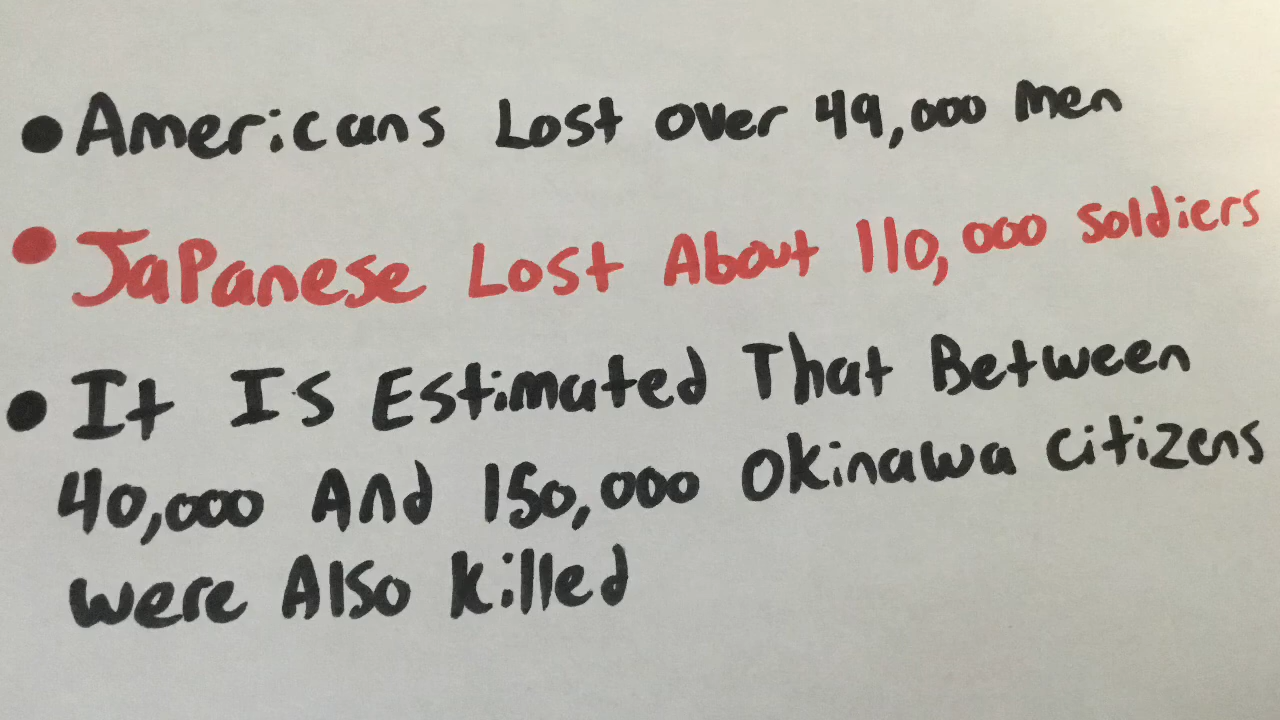 • Americans Lost over 49,000 men
• Japanese Lost About 110,000 soldiers
• It Is Estimated That Between
40,000 And 150,000 Okinawa citizens
were Also Killed